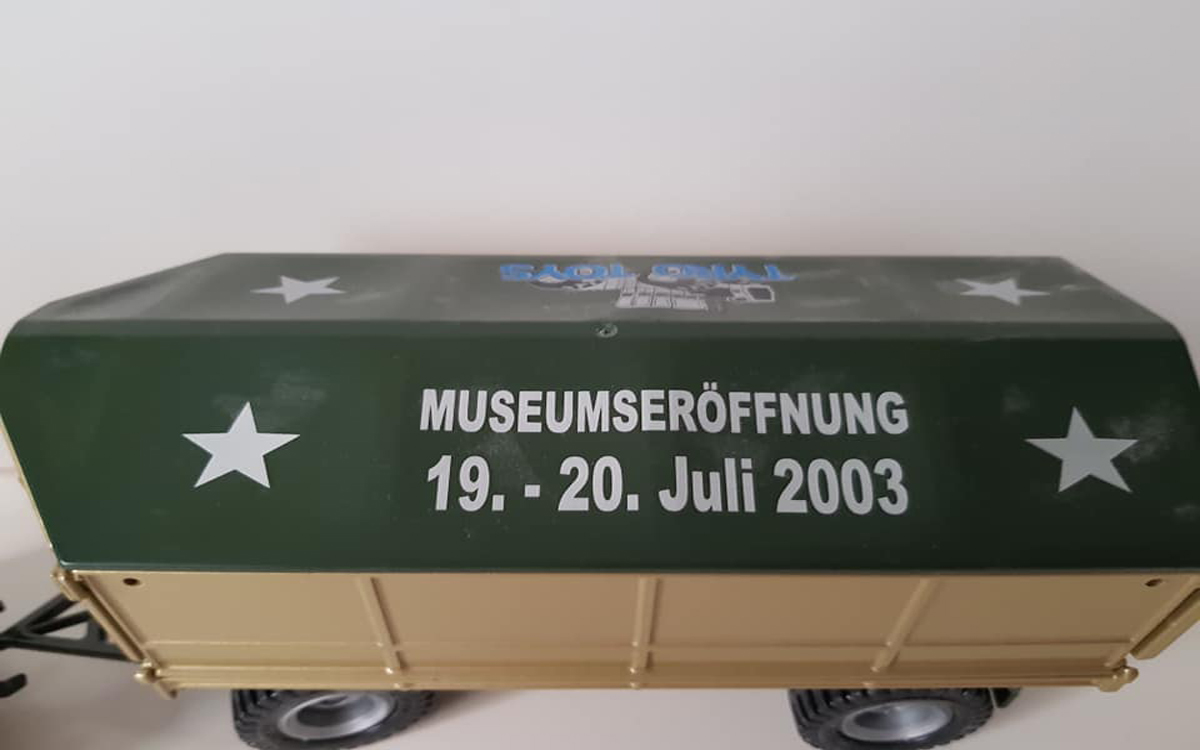 TYRO TOYS
MUSEUMSERÖFFNUNG
19. - 20. Juli 2003